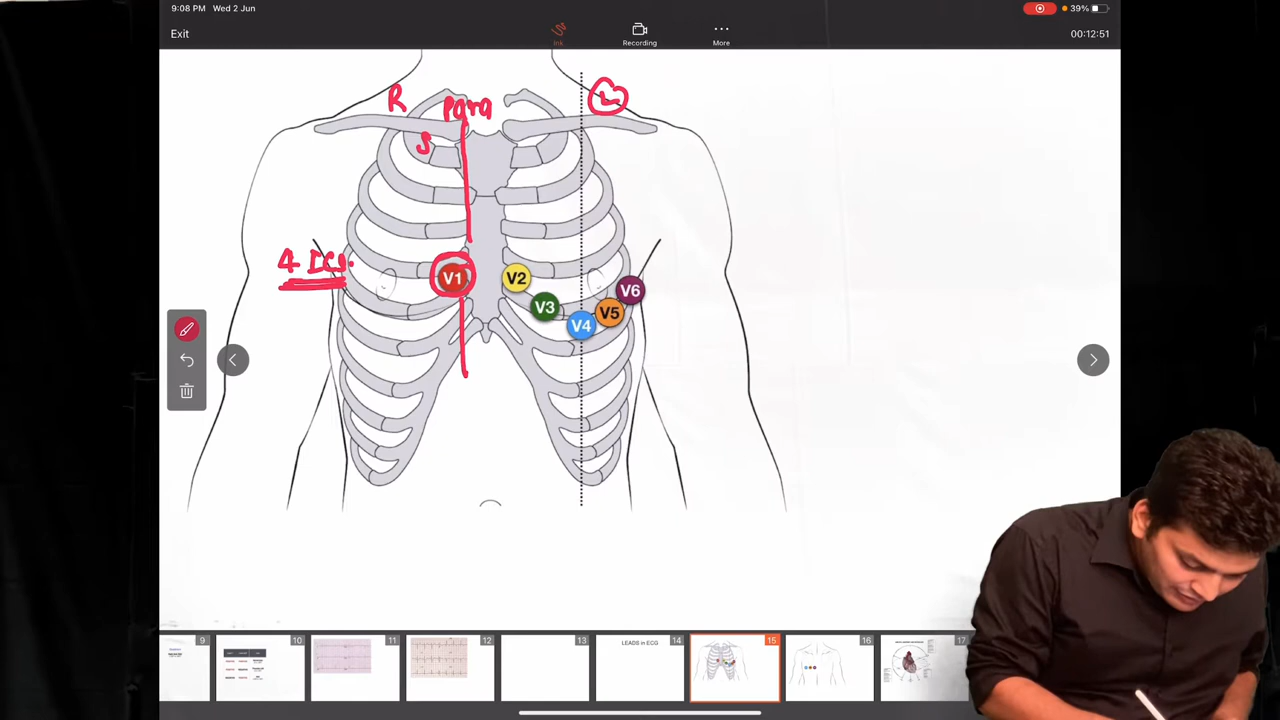 9:08 PM Wed 2 Jun
39%
Exit
Ink
Recording
More
00:12:51
R
Para
L
S
4 ICS
V1
V2
V3
V4
V5
V6
9
10
11
12
13
14
15
16
17
LEADS in ECG